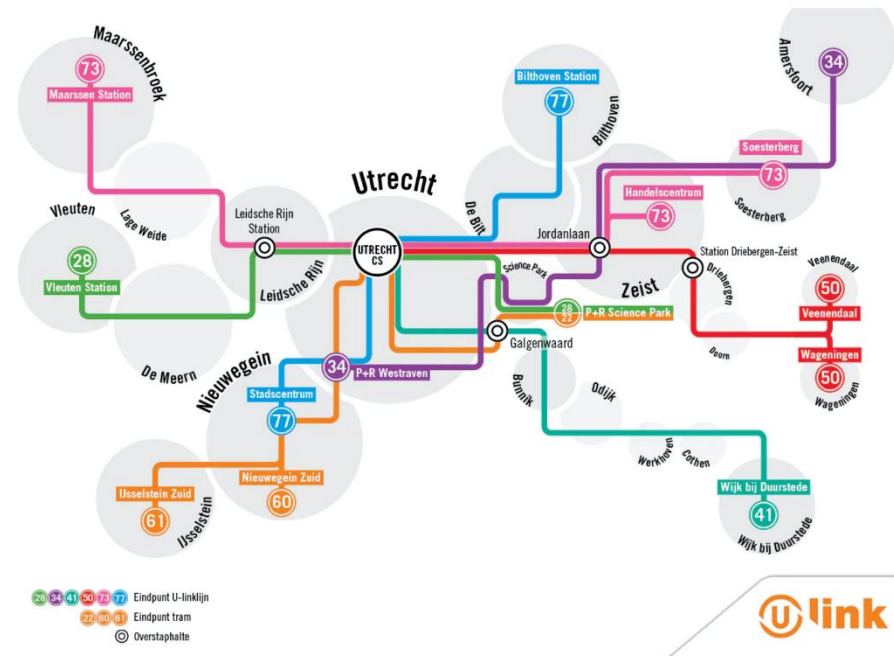 Maarssenbroek
73
Maarssen Station
Lage Weide
Vleuten
28
Vleuten Station
De Meern
Leidsche Rijn
Station
Leidsche Rijn
Utrecht
UTRECHT
CS
Bilthoven Station
77
Bilthoven
De Bilt
Amersfoort
34
Soesterberg
73
Soesterberg
Handelscentrum
73
Jordanlaan
Zeist
Science Park
28
22
P+R Science Park
Galgenwaard
Station Driebergen-Zeist
Driebergen
Doorn
Veenendaal
50
Veenendaal
Wageningen
50
Wageningen
Nieuwegein
34
P+R Westraven
Stadscentrum
77
Nieuwegein Zuid
60
IJsselstein Zuid
61
IJsselstein
Bunnik
Odijk
Werkhoven
Cothen
Wijk bij Duurstede
41
Wijk bij Duurstede
28 34 41 50 73 77 Eindpunt U-linklijn
22 60 61 Eindpunt tram
Overstaphalte
U link